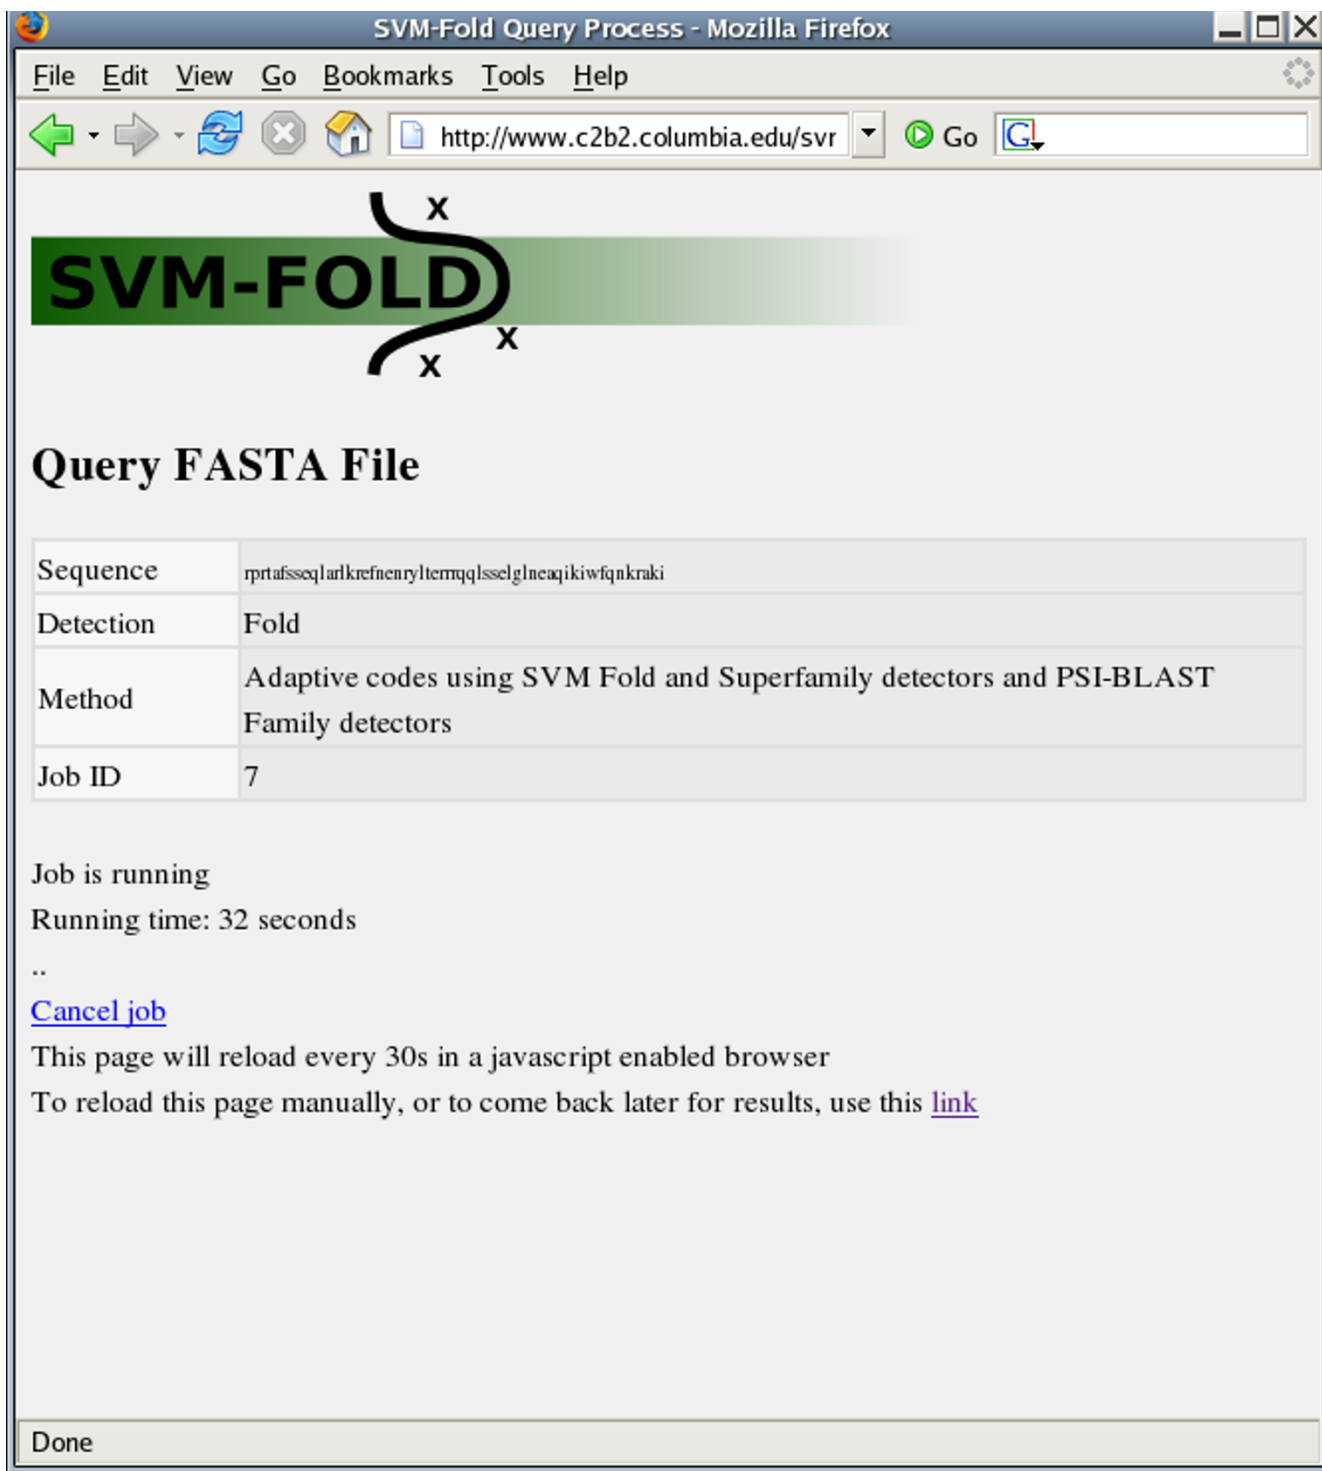 SVM-Fold Query Process - Mozilla Firefox
File Edit View Go Bookmarks Tools Help
http://www.c2b2.columbia.edu/svr Go G
x
SVM-FOLD
x
x
Query FASTA File
Sequence rprtafsseqlarlkrefnenrylterrrqqlsselglneaqikiwfqnkraki
Detection Fold
Method Adaptive codes using SVM Fold and Superfamily detectors and PSI-BLAST
Family detectors
Job ID 7
Job is running
Running time: 32 seconds
..
Cancel job
This page will reload every 30s in a javascript enabled browser
To reload this page manually, or to come back later for results, use this link
Done